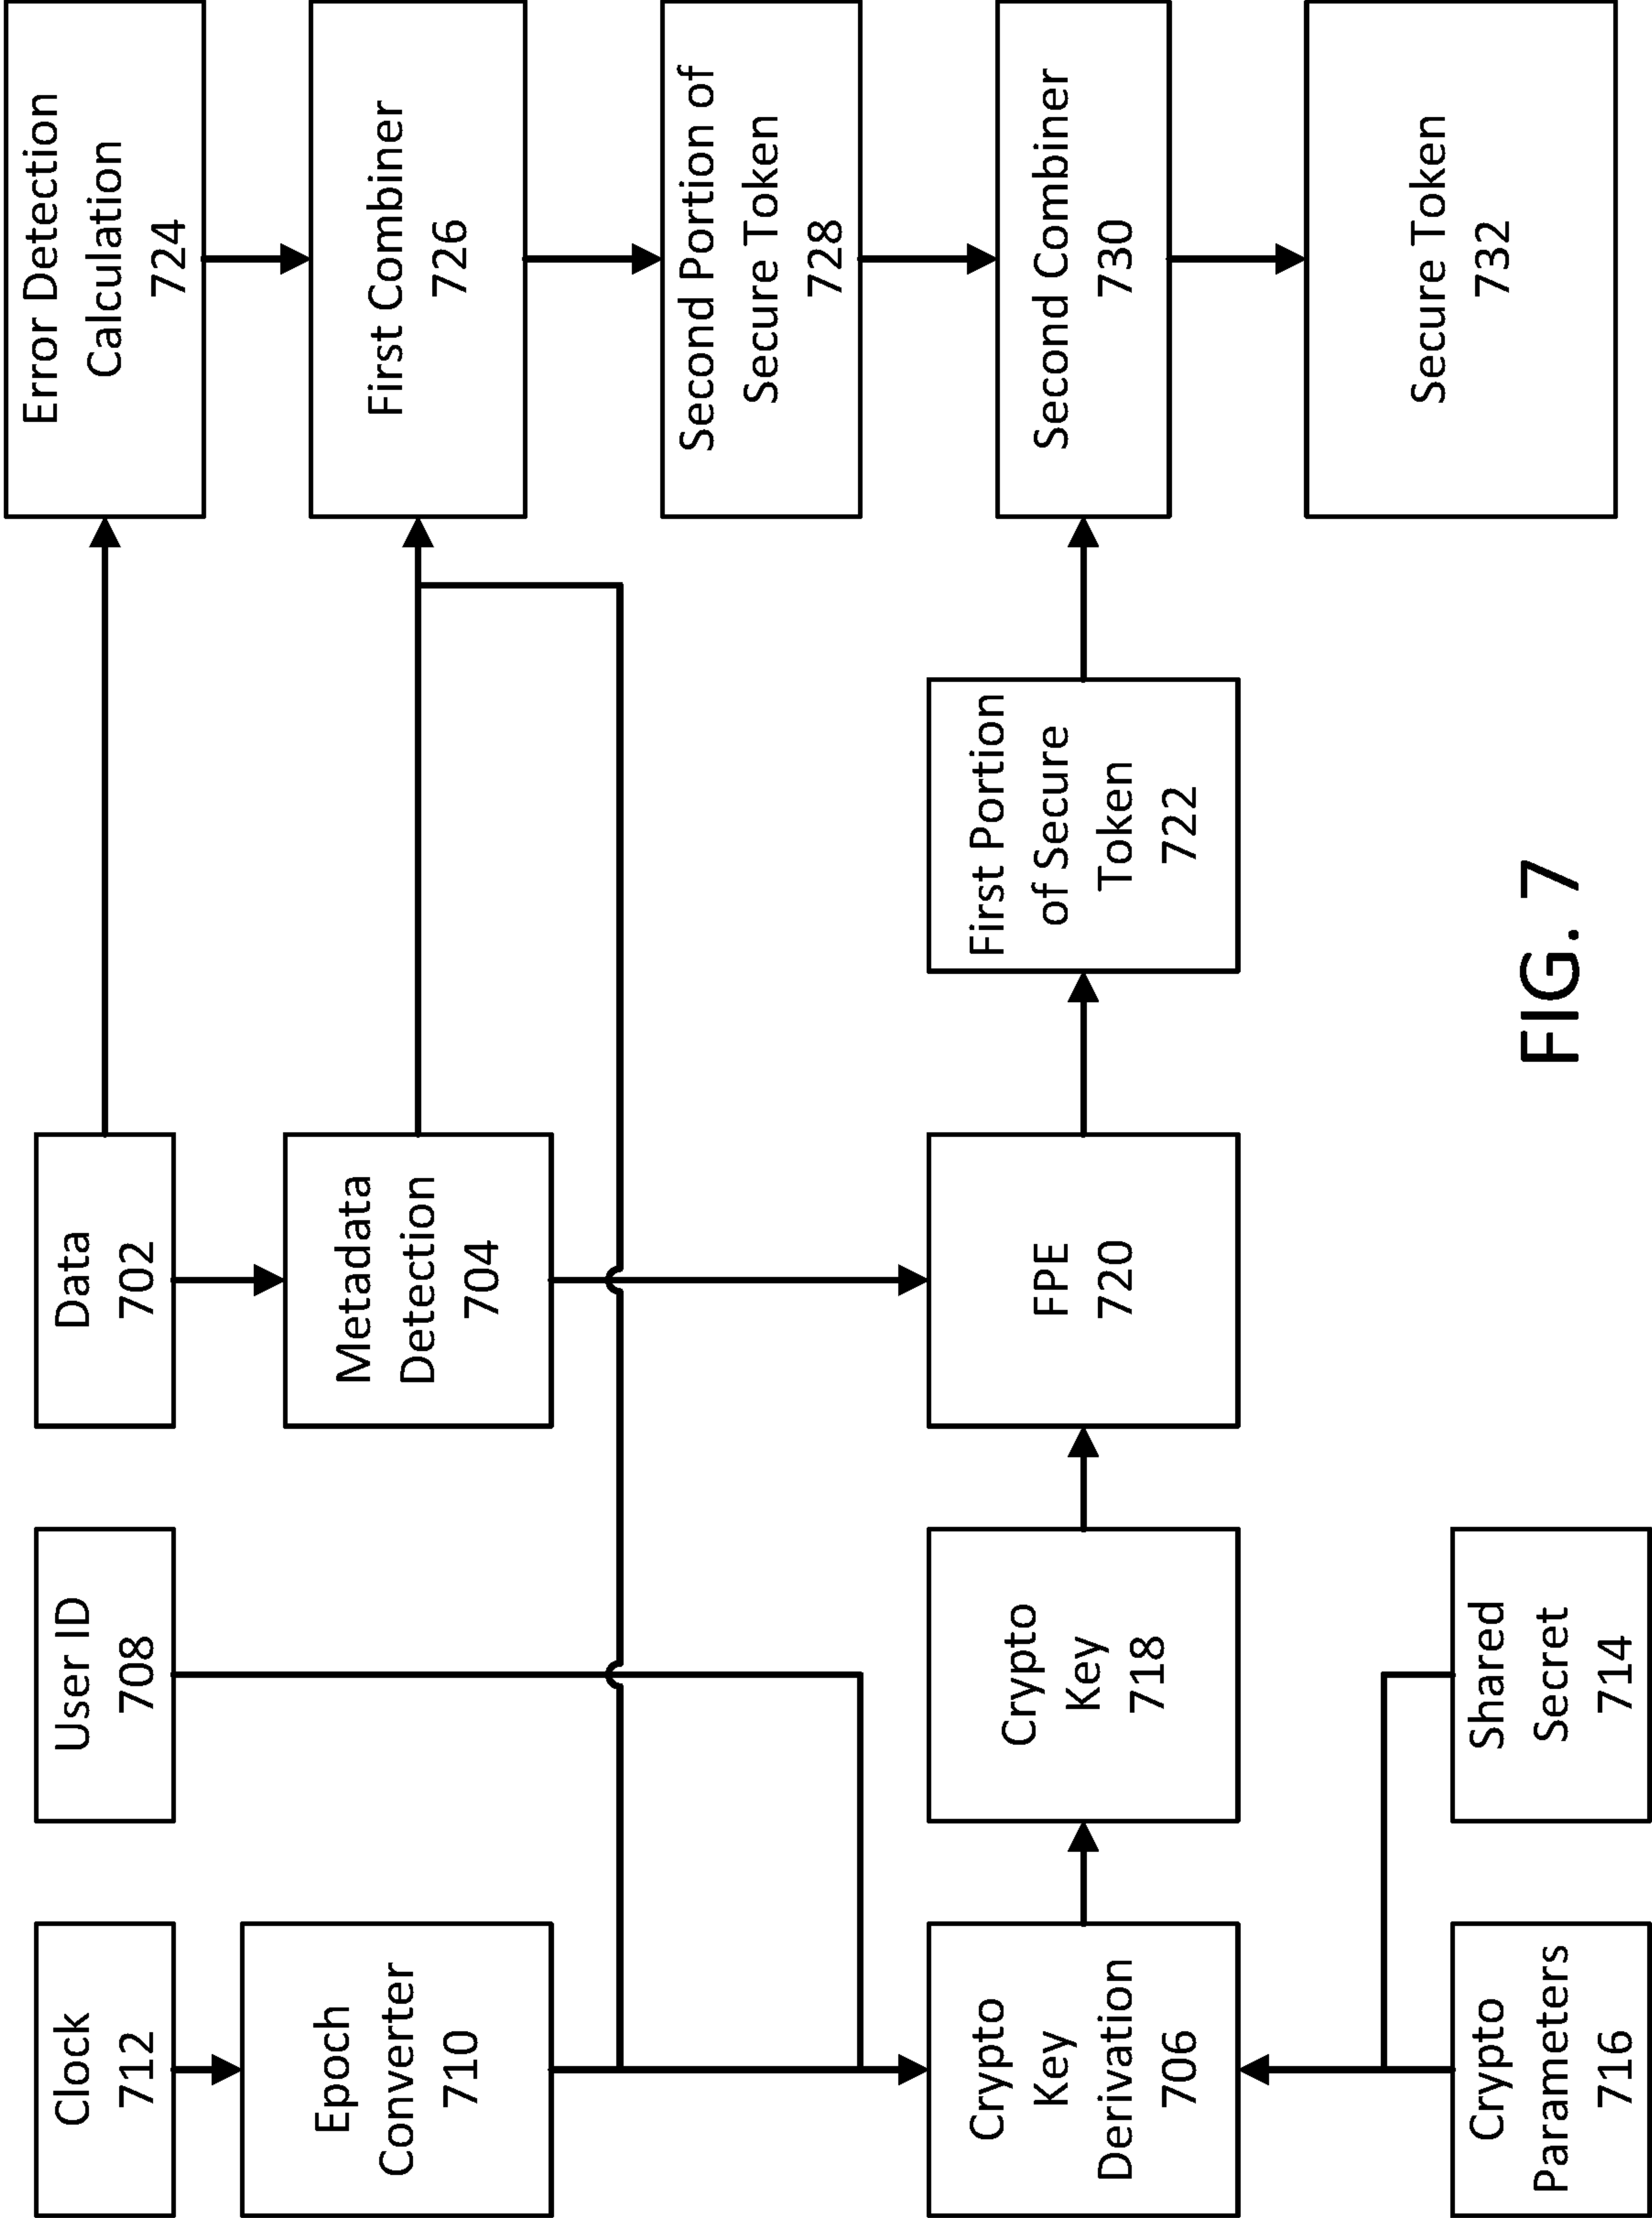 Clock
712
User ID
708
Data
702
Error Detection
Calculation
724
Epoch
Converter
710
Metadata
Detection
704
First Combiner
726
Second Portion of
Secure Token
728
Crypto
Key
Derivation
706
Crypto
Key
718
FPE
720
First Portion
of Secure
Token
722
Second Combiner
730
Crypto
Parameters
716
Shared
Secret
714
Secure Token
732
FIG. 7